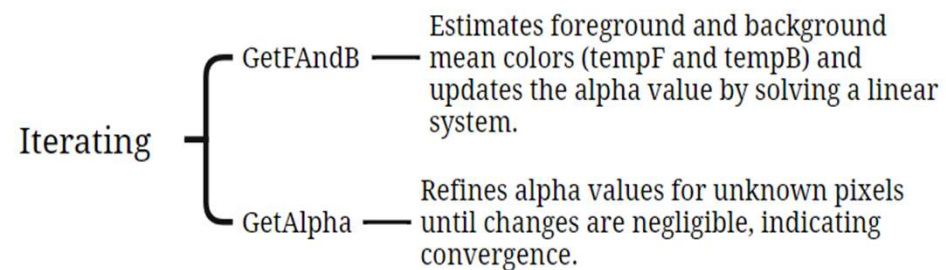 Iterating
GetFAndB
Estimates foreground and background
mean colors (tempF and tempB) and
updates the alpha value by solving a linear
system.
GetAlpha
Refines alpha values for unknown pixels
until changes are negligible, indicating
convergence.